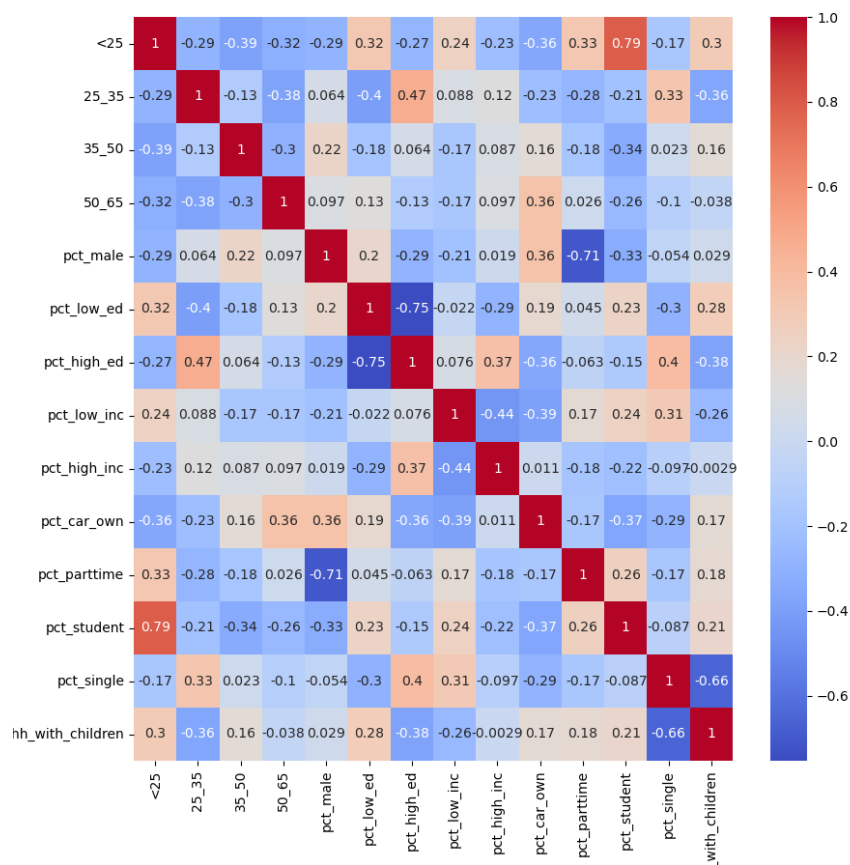 <25 1 -0.29 -0.39 -0.32 -0.29 0.32 -0.27 0.24 -0.23 -0.36 0.33 0.79 -0.17 0.3
25_35 -0.29 1 -0.13 -0.38 0.064 -0.4 0.47 0.088 0.12 -0.23 -0.28 -0.21 0.33 -0.36
35_50 -0.39 -0.13 1 -0.3 0.22 -0.18 0.064 -0.17 0.087 0.16 -0.18 -0.34 0.023 0.16
50_65 -0.32 -0.38 -0.3 1 0.097 0.13 -0.13 -0.17 0.097 0.36 0.026 -0.26 -0.1 -0.038
pct_male -0.29 0.064 0.22 0.097 1 0.2 -0.29 -0.21 0.019 0.36 -0.71 -0.33 -0.054 0.029
pct_low_ed 0.32 -0.4 -0.18 0.13 0.2 1 -0.75 -0.022 -0.29 0.19 0.045 0.23 -0.3 0.28
pct_high_ed -0.27 0.47 0.064 -0.13 -0.29 -0.75 1 0.076 0.37 -0.36 -0.063 -0.15 0.4 -0.38
pct_low_inc 0.24 0.088 -0.17 -0.17 -0.21 -0.022 0.076 1 -0.44 -0.39 0.17 0.24 0.31 -0.26
pct_high_inc -0.23 0.12 0.087 0.097 0.019 -0.29 0.37 -0.44 1 0.011 -0.18 -0.22 -0.097 -0.0029
pct_car_own -0.36 -0.23 0.16 0.36 0.36 0.19 -0.36 -0.39 0.011 1 -0.17 -0.37 -0.29 0.17
pct_parttime 0.33 -0.28 -0.18 0.026 -0.71 0.045 -0.063 0.17 -0.18 -0.17 1 0.26 -0.17 0.18
pct_student 0.79 -0.21 -0.34 -0.26 -0.33 0.23 -0.15 0.24 -0.22 -0.37 0.26 1 -0.087 0.21
pct_single -0.17 0.33 0.023 -0.1 -0.054 -0.3 0.4 0.31 -0.097 -0.29 -0.17 -0.087 1 -0.66
hh_with_children 0.3 -0.36 0.16 -0.038 0.029 0.28 -0.38 -0.26 -0.0029 0.17 0.18 0.21 -0.66 1
<25 25_35 35_50 50_65 pct_male pct_low_ed pct_high_ed pct_low_inc pct_high_inc pct_car_own pct_parttime pct_student pct_single _with_children
1.0
0.8
0.6
0.4
0.2
0.0
−0.2
−0.4
−0.6